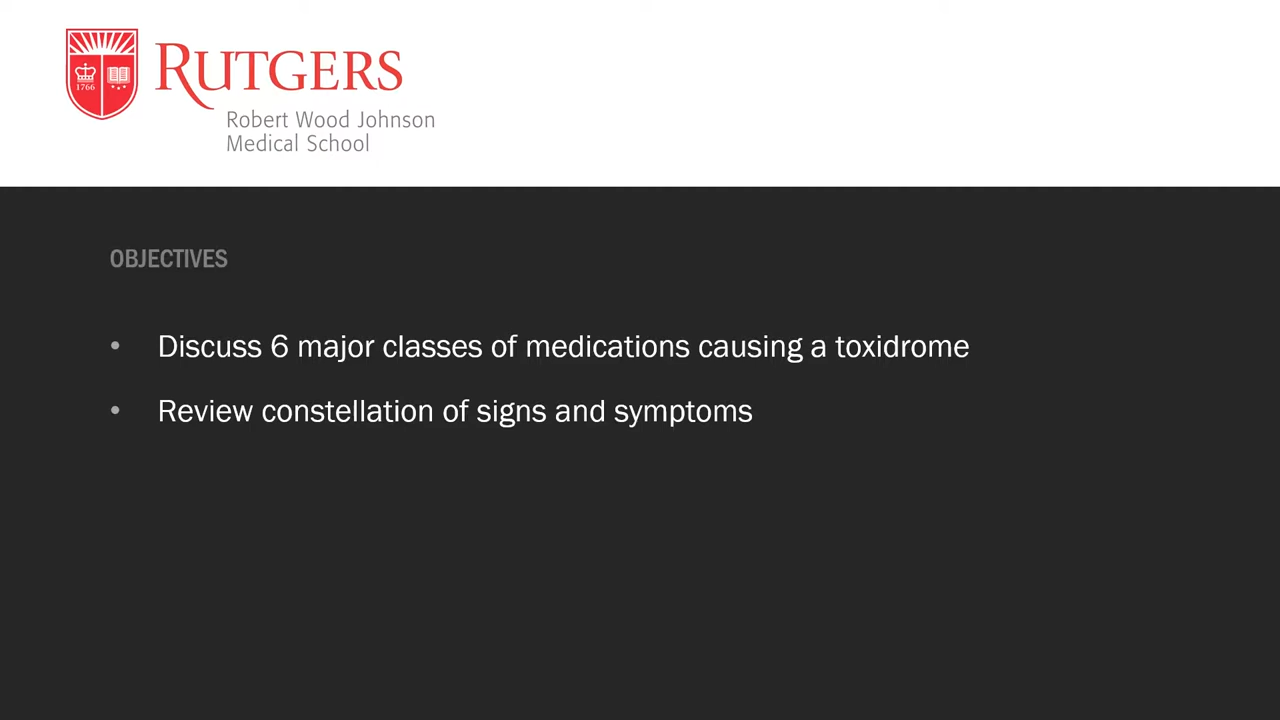 1766
RUTGERS
Robert Wood Johnson
Medical School
OBJECTIVES
• Discuss 6 major classes of medications causing a toxidrome
• Review constellation of signs and symptoms